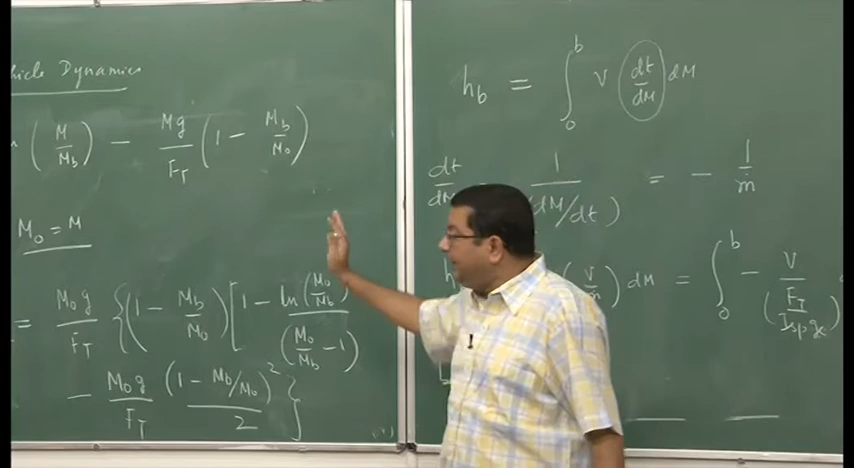 Dynamics
ln ( M / M_b ) − Mg / F_T ( 1 − M_b / M_0 )
M_0 = M
= M_0 g / F_T { ( 1 − M_b / M_0 ) [ 1 − ln ( M_0 / M_b ) / ( M_0 / M_b − 1 )
− M_0 g / F_T ( 1 − M_b / M_0 )^2 / 2 }
h_b = ∫_0^b v ( dt / dM ) dM
dt / dM 1 / ( dM / dt ) = − 1 / ṁ
h ( v / ṁ ) dM = ∫_0^b − v / ( F_T / I_sp g )